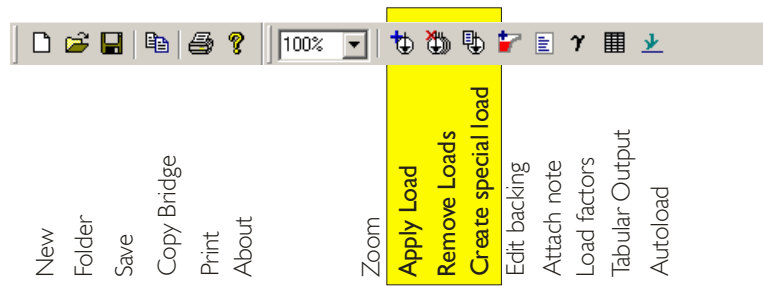 100%
γ
New
Folder
Save
Copy Bridge
Print
About
Zoom
Apply Load
Remove Loads
Create special load
Edit backing
Attach note
Load factors
Tabular Output
Autoload